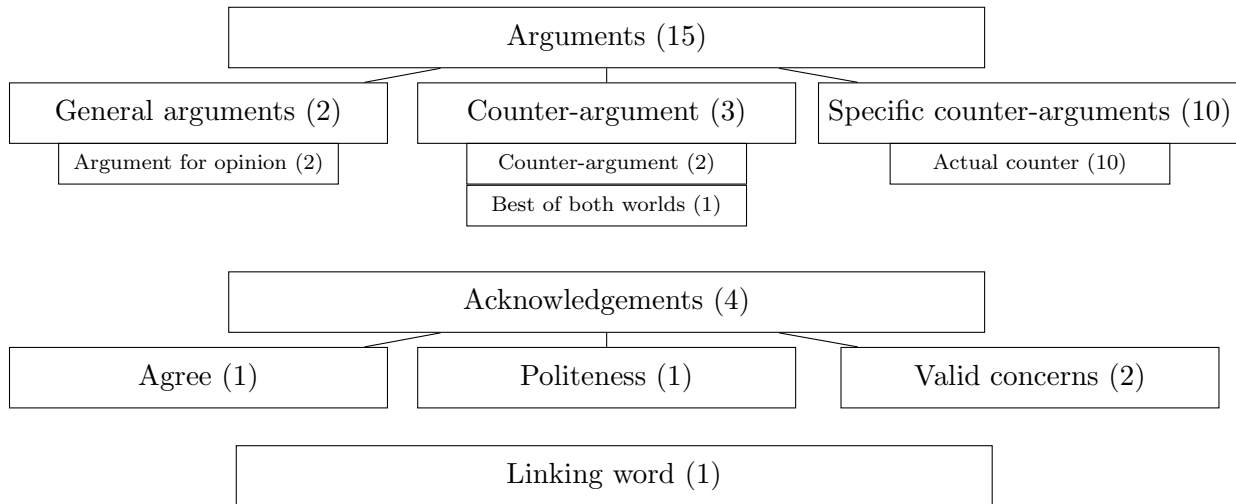 Arguments (15)
General arguments (2)
Counter-argument (3)
Specific counter-arguments (10)
Argument for opinion (2)
Counter-argument (2)
Actual counter (10)
Best of both worlds (1)
Acknowledgements (4)
Agree (1)
Politeness (1)
Valid concerns (2)
Linking word (1)